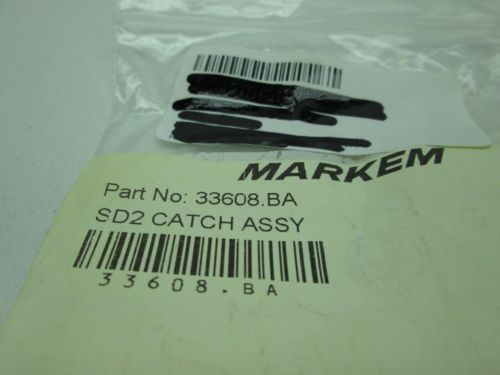 MARKEM
Part No: 33608.BA
SD2 CATCH ASSY
33608.BA